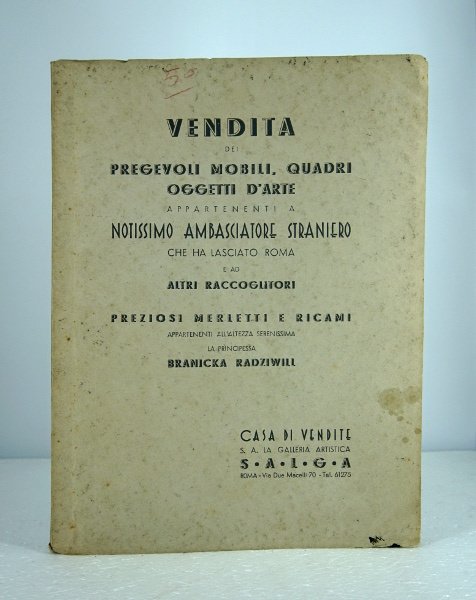 50
VENDITA
DEI
PREGEVOLI MOBILI, QUADRI
OGGETTI D'ARTE
APPARTENENTI A
NOTISSIMO AMBASCIATORE STRANIERO
CHE HA LASCIATO ROMA
E AD
ALTRI RACCOGLITORI
PREZIOSI MERLETTI E RICAMI
APPARTENENTI ALL'ALTEZZA SERENISSIMA
LA PRINCIPESSA
BRANICKA RADZIWILL
CASA DI VENDITE
S. A. LA GALLERIA ARTISTICA
S•A•L•G•A
ROMA - Via Due Macelli 70 - Tel. 61275